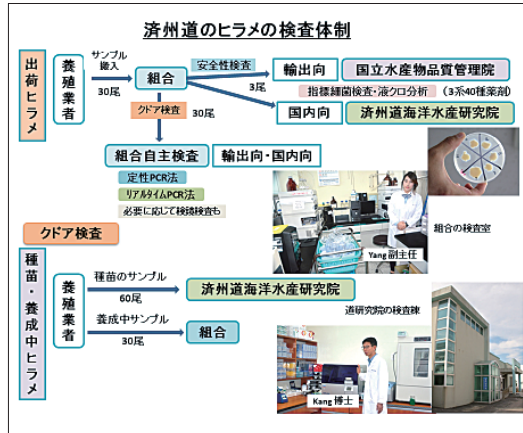 済州道のヒラメの検査体制
出荷ヒラメ
養殖業者
サンプル
搬入
30尾
組合
安全性検査
3尾
輸出向
国立水産物品質管理院
指標細菌検査・液クロ分析 (3系40種薬剤)
国内向
済州道海洋水産研究院
クドア検査
30尾
組合自主検査
輸出向・国内向
定性PCR法
リアルタイムPCR法
必要に応じて検鏡検査も
Yang 副主任
組合の検査室
クドア検査
種苗・養成中ヒラメ
養殖業者
種苗のサンプル
60尾
済州道海洋水産研究院
養成中サンプル
30尾
組合
道研究院の検査棟
Kang 博士